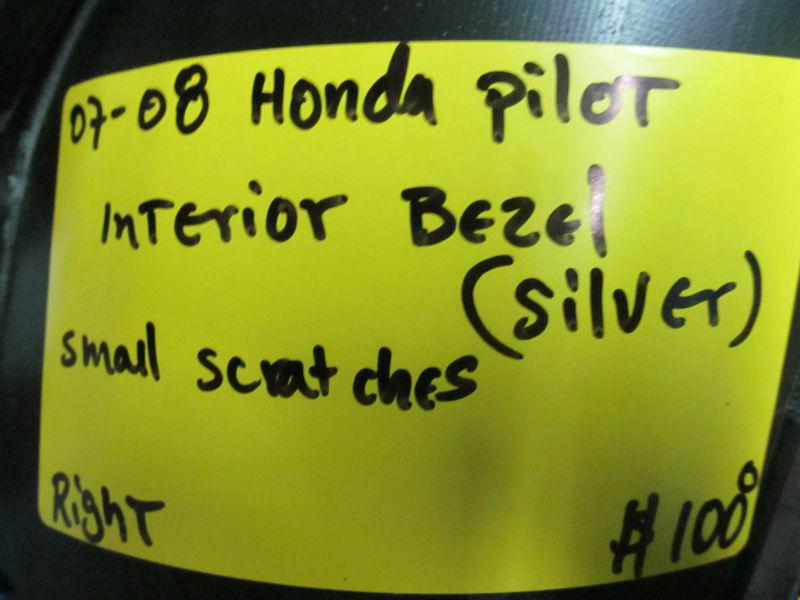 07-08 Honda pilot
Interior Bezel
(silver)
small scratches
Right $100°